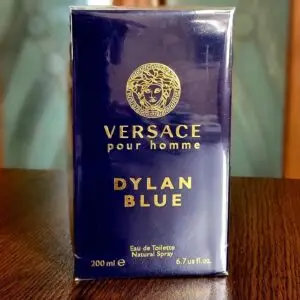 VERSACE
pour homme
DYLAN
BLUE
Eau de Toilette
Natural Spray
200 ml e 6.7 us fl.oz.